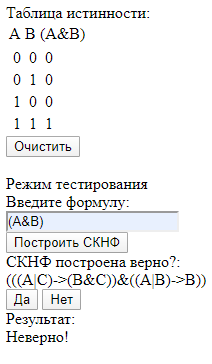 Таблица истинности:
A B (A&B)
0 0 0
0 1 0
1 0 0
1 1 1
Очистить
Режим тестирования
Введите формулу:
(A&B)
Построить СКНФ
СКНФ построена верно?:
(((A|C)->(B&C))&((A|B)->B))
Да Нет
Результат:
Неверно!